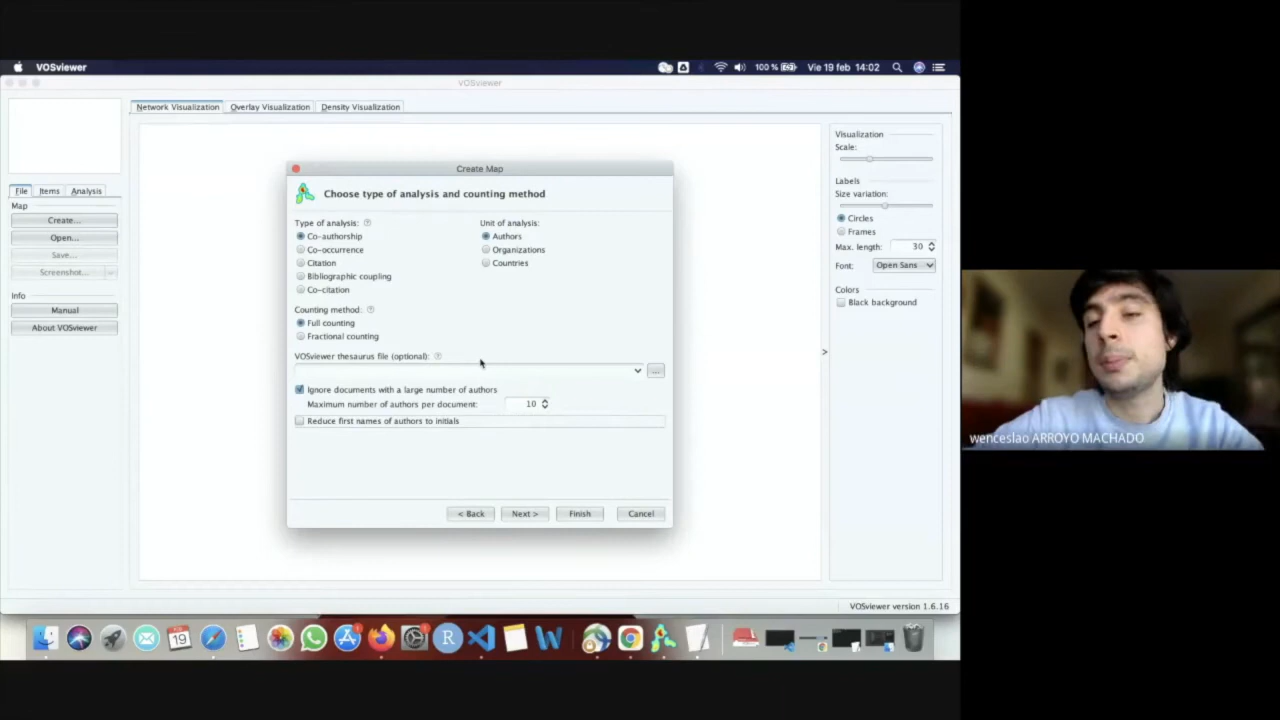 VOSviewer
100 %
Vie 19 feb 14:02
VOSviewer
Network Visualization
Overlay Visualization
Density Visualization
File
Items
Analysis
Map
Create...
Open...
Save...
Screenshot...
Info
Manual
About VOSviewer
Create Map
Choose type of analysis and counting method
Type of analysis: ?
Unit of analysis:
Co-authorship
Authors
Co-occurrence
Organizations
Citation
Countries
Bibliographic coupling
Co-citation
Counting method: ?
Full counting
Fractional counting
VOSviewer thesaurus file (optional): ?
...
Ignore documents with a large number of authors
Maximum number of authors per document:
10
Reduce first names of authors to initials
< Back
Next >
Finish
Cancel
>
Visualization
Scale:
Labels
Size variation:
Circles
Frames
Max. length:
30
Font:
Open Sans
Colors
Black background
VOSviewer version 1.6.16
19
R
W
wenceslao ARROYO MACHADO